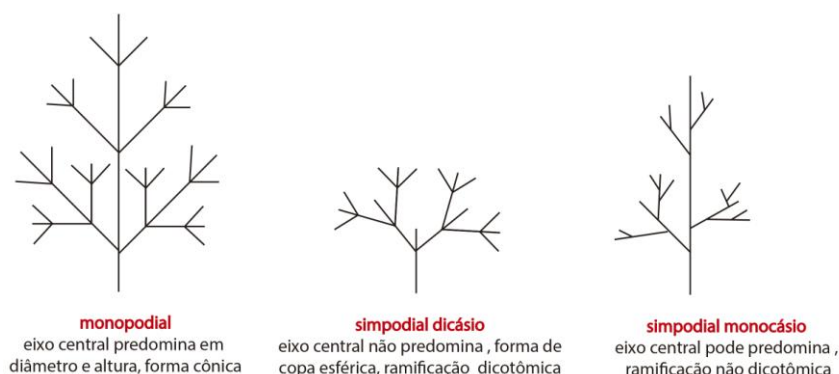 monopodial
eixo central predomina em
diâmetro e altura, forma cônica
simpodial dicásio
eixo central não predomina , forma de
copa esférica, ramificação dicotômica
simpodial monocásio
eixo central pode predomina ,
ramificação não dicotômica